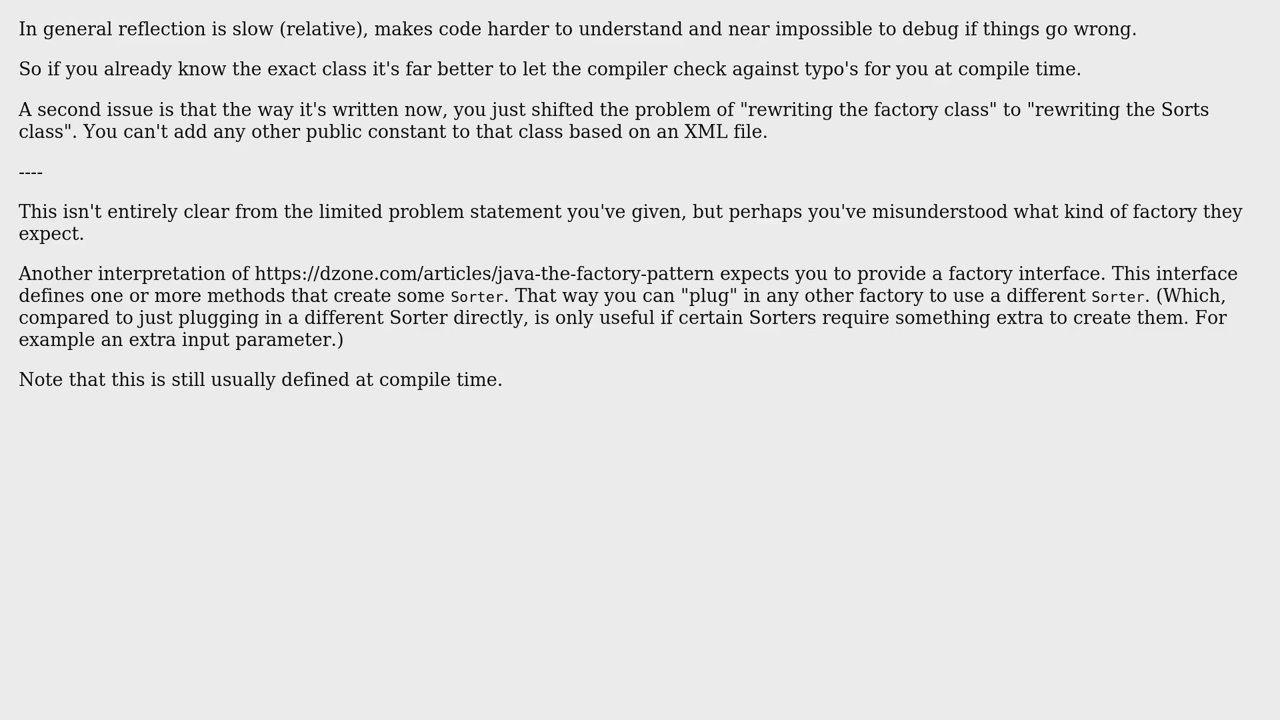 In general reflection is slow (relative), makes code harder to understand and near impossible to debug if things go wrong.
So if you already know the exact class it's far better to let the compiler check against typo's for you at compile time.
A second issue is that the way it's written now, you just shifted the problem of "rewriting the factory class" to "rewriting the Sorts
class". You can't add any other public constant to that class based on an XML file.
----
This isn't entirely clear from the limited problem statement you've given, but perhaps you've misunderstood what kind of factory they
expect.
Another interpretation of https://dzone.com/articles/java-the-factory-pattern expects you to provide a factory interface. This interface
defines one or more methods that create some Sorter. That way you can "plug" in any other factory to use a different Sorter. (Which,
compared to just plugging in a different Sorter directly, is only useful if certain Sorters require something extra to create them. For
example an extra input parameter.)
Note that this is still usually defined at compile time.